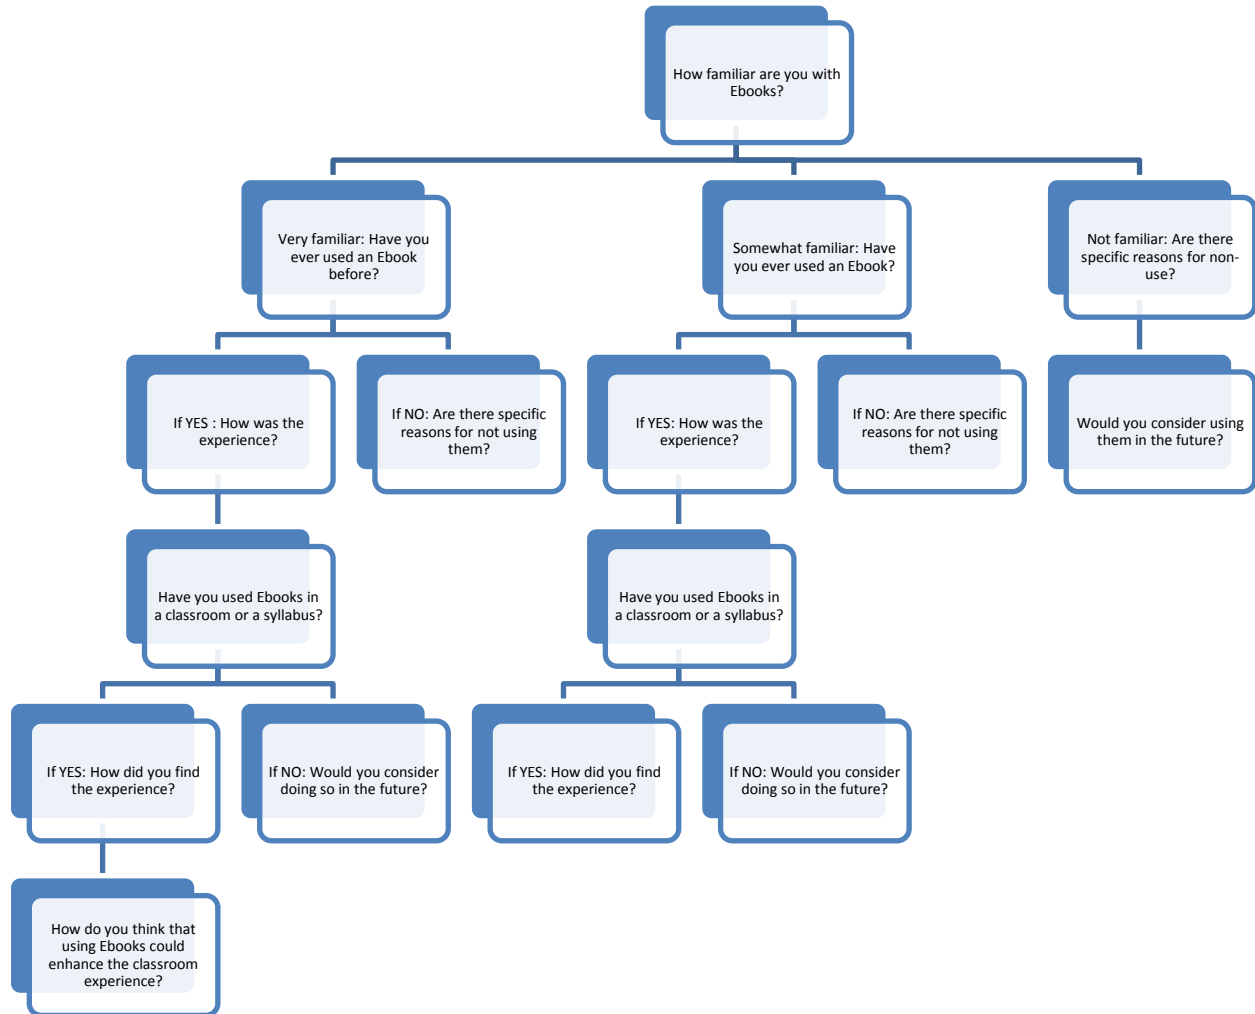 How familiar are you with
Ebooks?
Very familiar: Have you
ever used an Ebook
before?
Somewhat familiar: Have
you ever used an Ebook?
Not familiar: Are there
specific reasons for non-
use?
If YES : How was the
experience?
If NO: Are there specific
reasons for not using
them?
If YES: How was the
experience?
If NO: Are there specific
reasons for not using
them?
Would you consider using
them in the future?
Have you used Ebooks in
a classroom or a syllabus?
Have you used Ebooks in
a classroom or a syllabus?
If YES: How did you find
the experience?
If NO: Would you consider
doing so in the future?
If YES: How did you find
the experience?
If NO: Would you consider
doing so in the future?
How do you think that
using Ebooks could
enhance the classroom
experience?